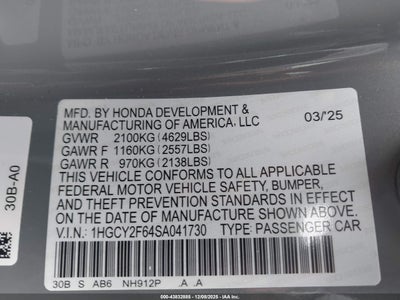 MFD. BY HONDA DEVELOPMENT &
MANUFACTURING OF AMERICA, LLC 03/25
GVWR 2100KG (4629LBS)
GAWR F 1160KG (2557LBS)
GAWR R 970KG (2138LBS)
THIS VEHICLE CONFORMS TO ALL APPLICABLE
FEDERAL MOTOR VEHICLE SAFETY, BUMPER,
AND THEFT PREVENTION STANDARDS IN EFFECT
ON THE DATE OF MANUFACTURE SHOWN ABOVE.
V.I.N.: 1HGCY2F64SA041730 TYPE: PASSENGER CAR
30B S AB6 NH912P .A .A
30B-A0
(000-43832085 - 12/08/2025 - IAA Inc.)